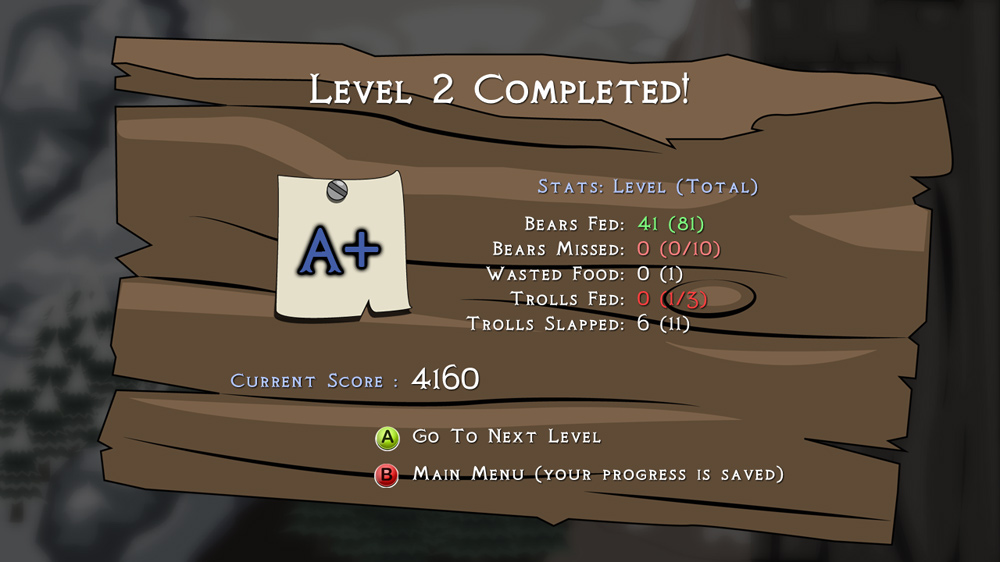 Level 2 Completed!
A+
Stats: Level (Total)
Bears Fed: 41 (81)
Bears Missed: 0 (0/10)
Wasted Food: 0 (1)
Trolls Fed: 0 (1/3)
Trolls Slapped: 6 (11)
Current Score : 4160
A Go To Next Level
B Main Menu (your progress is saved)